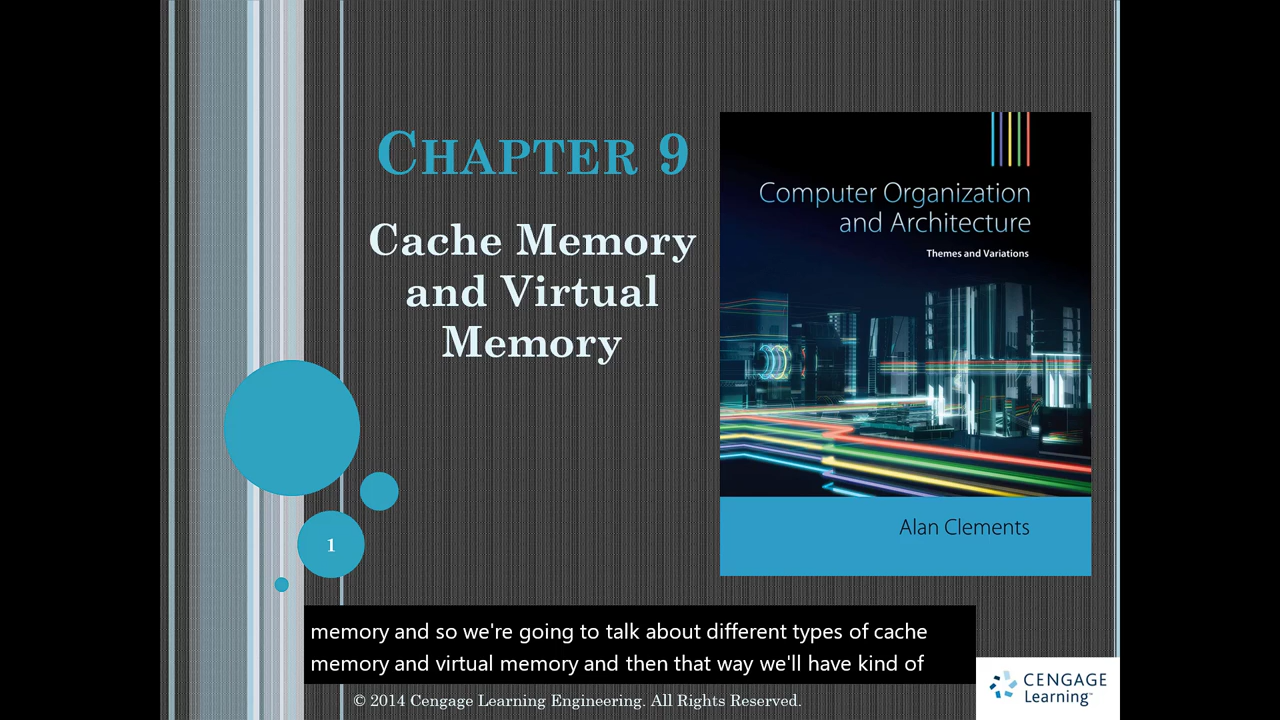 CHAPTER 9
Cache Memory
and Virtual
Memory
Computer Organization
and Architecture
Themes and Variations
Alan Clements
1
memory and so we're going to talk about different types of cache
memory and virtual memory and then that way we'll have kind of
© 2014 Cengage Learning Engineering. All Rights Reserved.
CENGAGE
Learning™